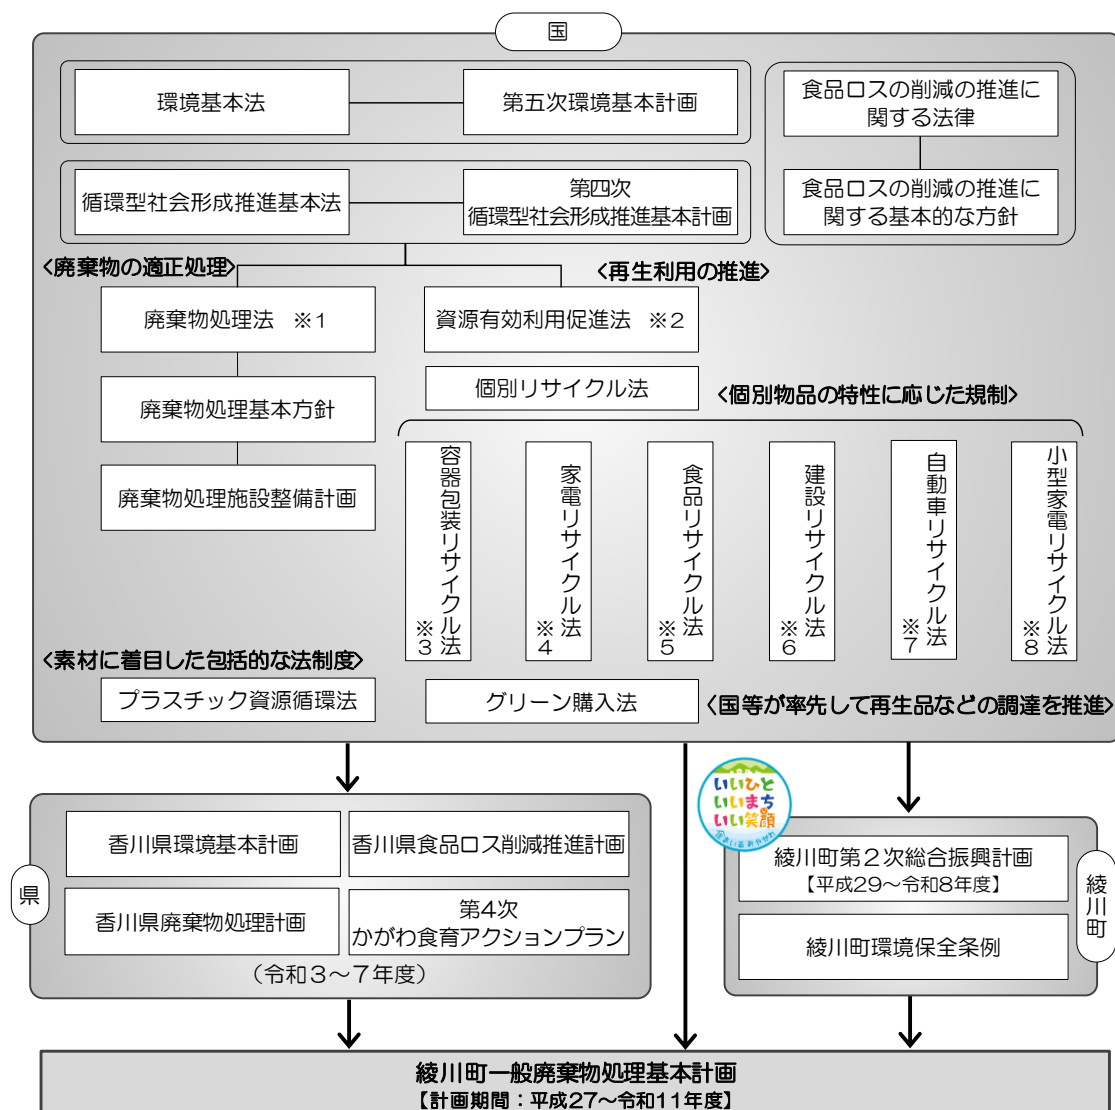 国
環境基本法
第五次環境基本計画
食品ロスの削減の推進に
関する法律
循環型社会形成推進基本法
第四次
循環型社会形成推進基本計画
食品ロスの削減の推進に
関する基本的な方針
<廃棄物の適正処理>
<再生利用の推進>
廃棄物処理法 ※1
資源有効利用促進法 ※2
個別リサイクル法
<個別物品の特性に応じた規制>
廃棄物処理基本方針
廃棄物処理施設整備計画
容器包装リサイクル法
※3
家電リサイクル法
※4
食品リサイクル法
※5
建設リサイクル法
※6
自動車リサイクル法
※7
小型家電リサイクル法
※8
<素材に着目した包括的な法制度>
プラスチック資源循環法
グリーン購入法
<国等が率先して再生品などの調達を推進>
いいひと
いいまち
いい笑顔
県
香川県環境基本計画
香川県食品ロス削減推進計画
香川県廃棄物処理計画
第4次
かがわ食育アクションプラン
(令和3~7年度)
綾川町第2次総合振興計画
【平成29~令和8年度】
綾川町環境保全条例
綾川町
綾川町一般廃棄物処理基本計画
【計画期間:平成27~令和11年度】